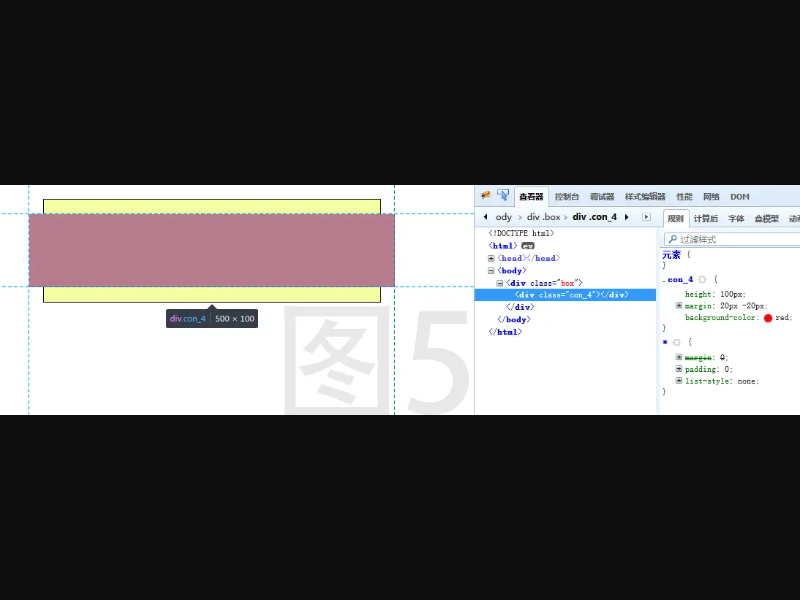 查看器 控制台 调试器 样式编辑器 性能 网络 DOM
ody > div .box > div .con_4
规则 计算后 字体 盒模型 动
过滤样式
<!DOCTYPE html>
<html> ev
<head></head>
<body>
<div class="box">
<div class="con_4"></div>
</div>
</body>
</html>
元素 {
}
.con_4 {
height: 100px;
margin: 20px -20px;
background-color: red;
}
* {
margin: 0;
padding: 0;
list-style: none;
}
div.con_4 500 × 100
图5